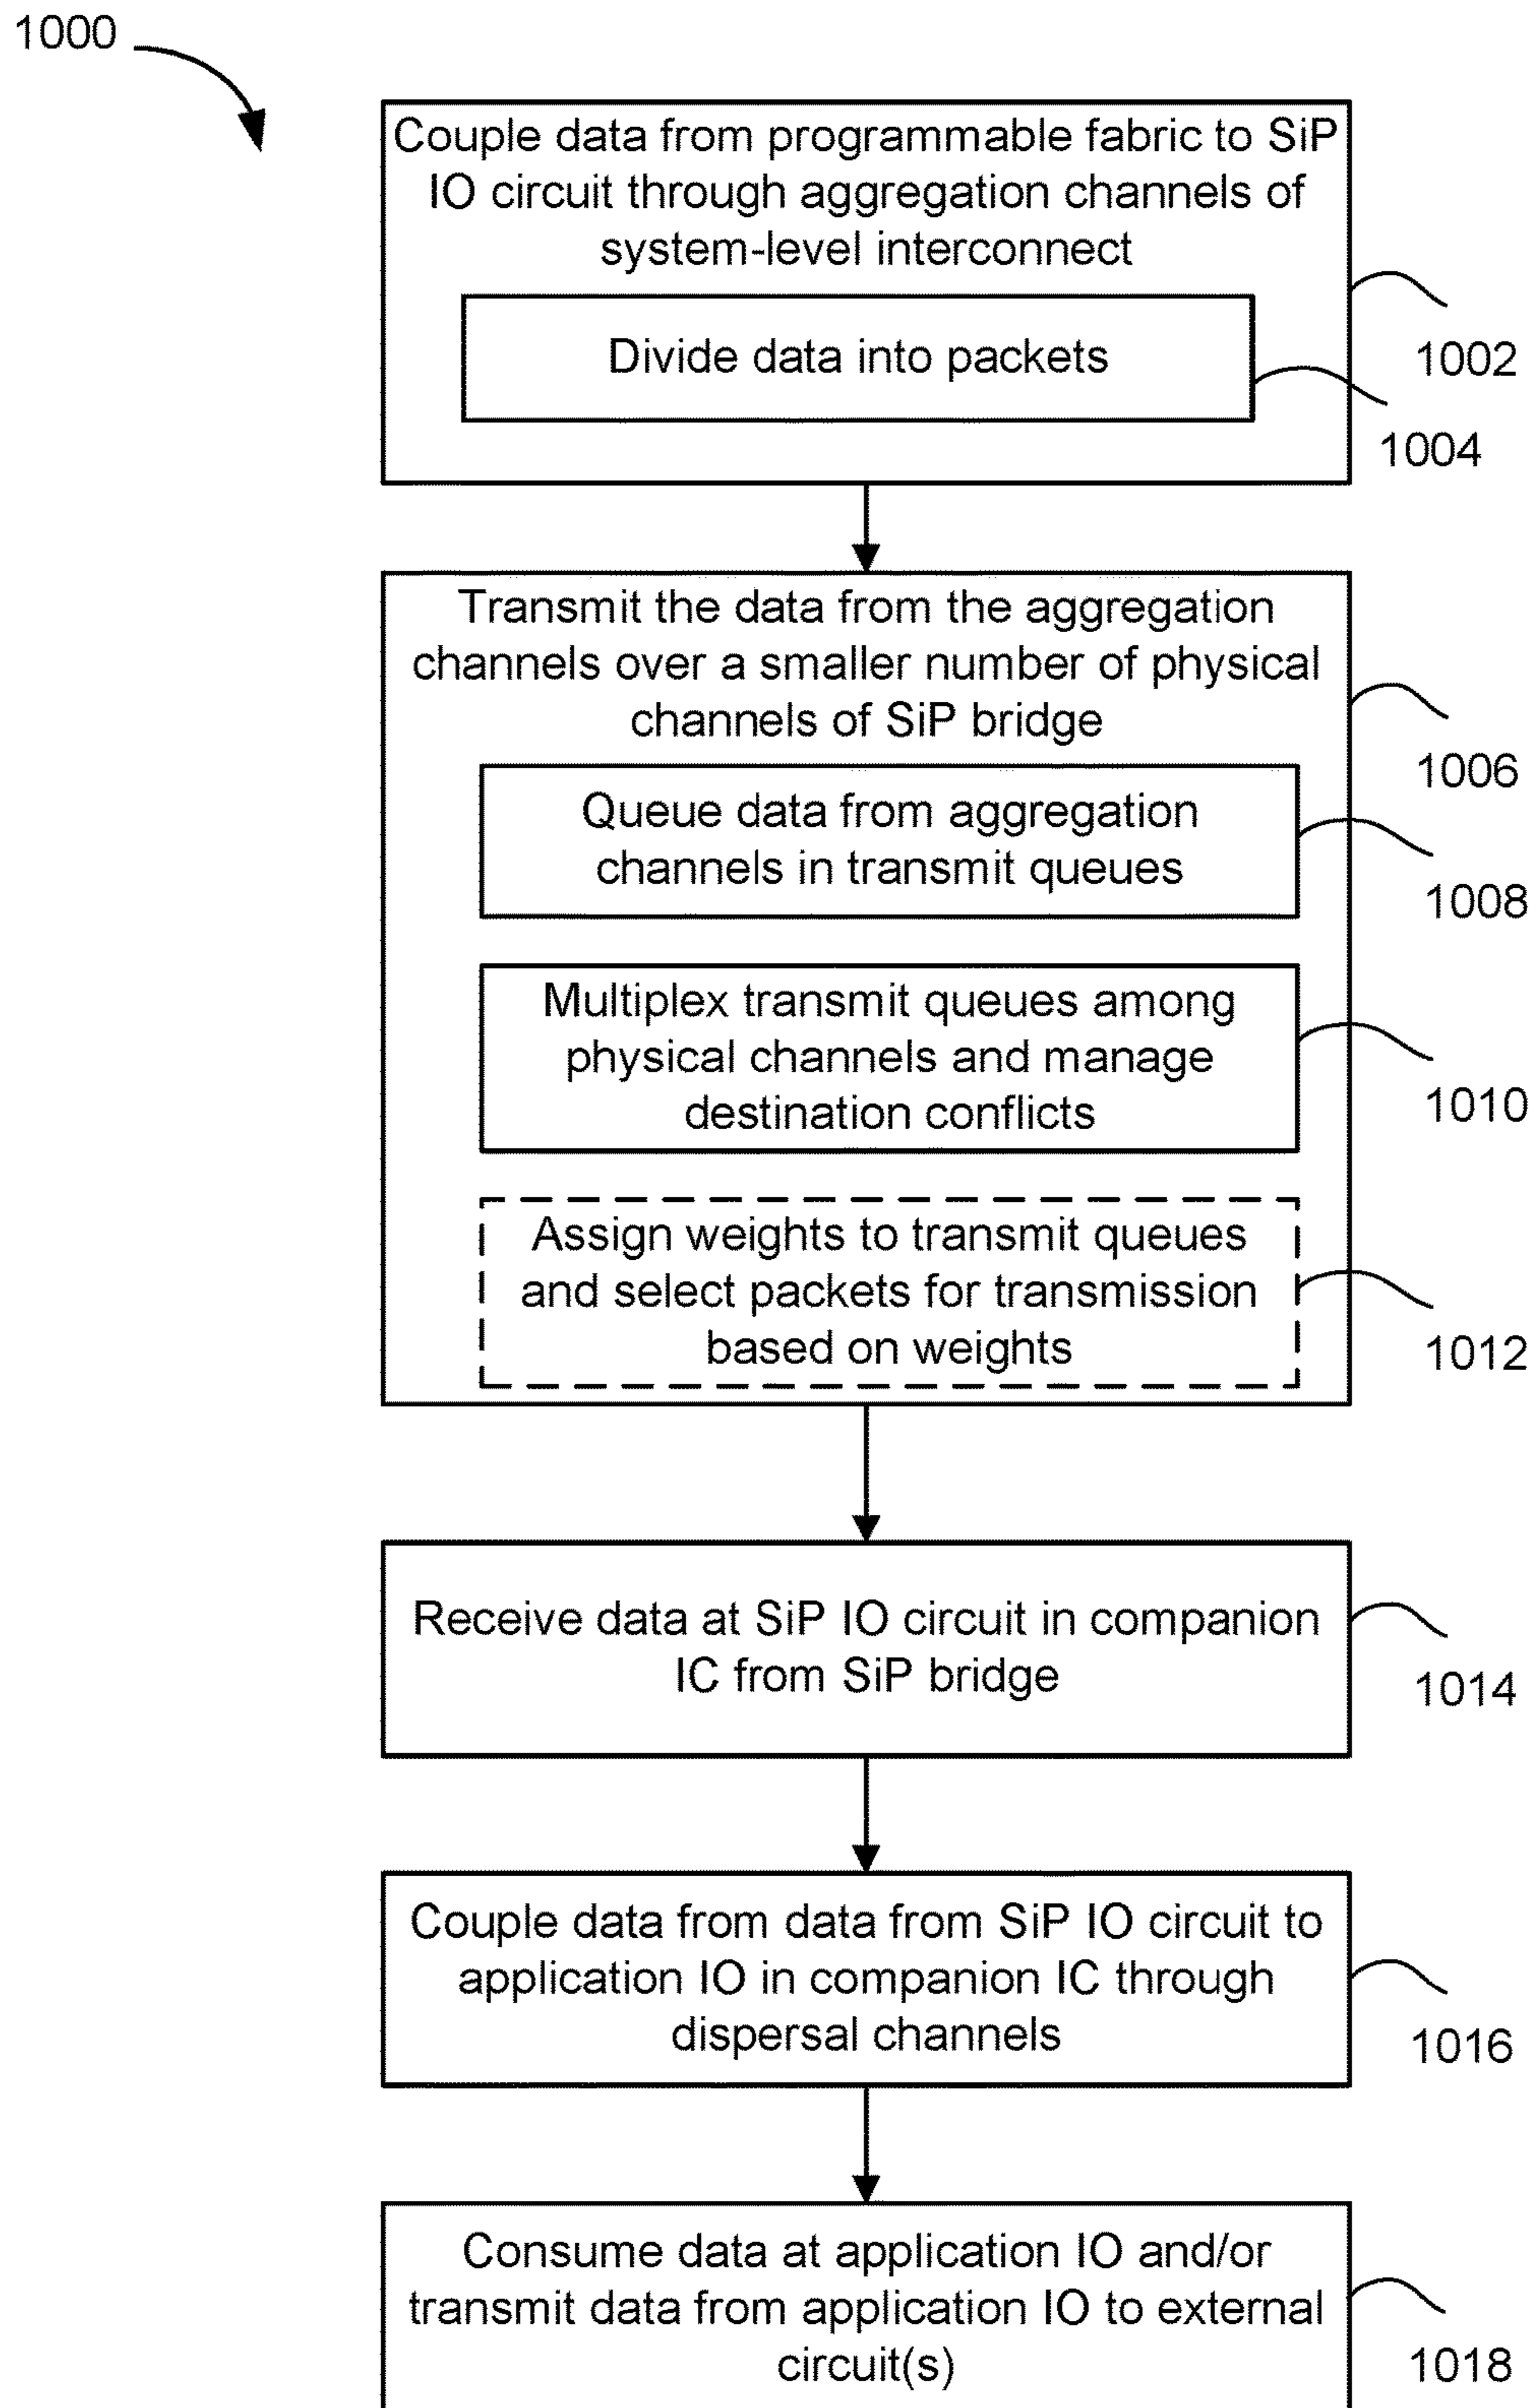 1000
Couple data from programmable fabric to SiP
IO circuit through aggregation channels of
system-level interconnect
1002
Divide data into packets
1004
Transmit the data from the aggregation
channels over a smaller number of physical
channels of SiP bridge
1006
Queue data from aggregation
channels in transmit queues
1008
Multiplex transmit queues among
physical channels and manage
destination conflicts
1010
Assign weights to transmit queues
and select packets for transmission
based on weights
1012
Receive data at SiP IO circuit in companion
IC from SiP bridge
1014
Couple data from data from SiP IO circuit to
application IO in companion IC through
dispersal channels
1016
Consume data at application IO and/or
transmit data from application IO to external
circuit(s)
1018